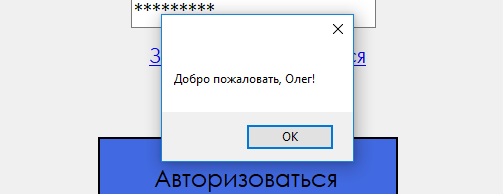 *********
Добро пожаловать, Олег!
OK
Авторизоваться